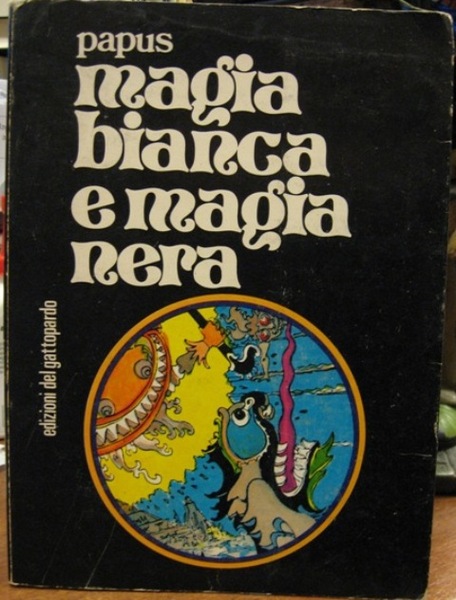 papus
magia
bianca
e magia
nera
edizioni del gattopardo